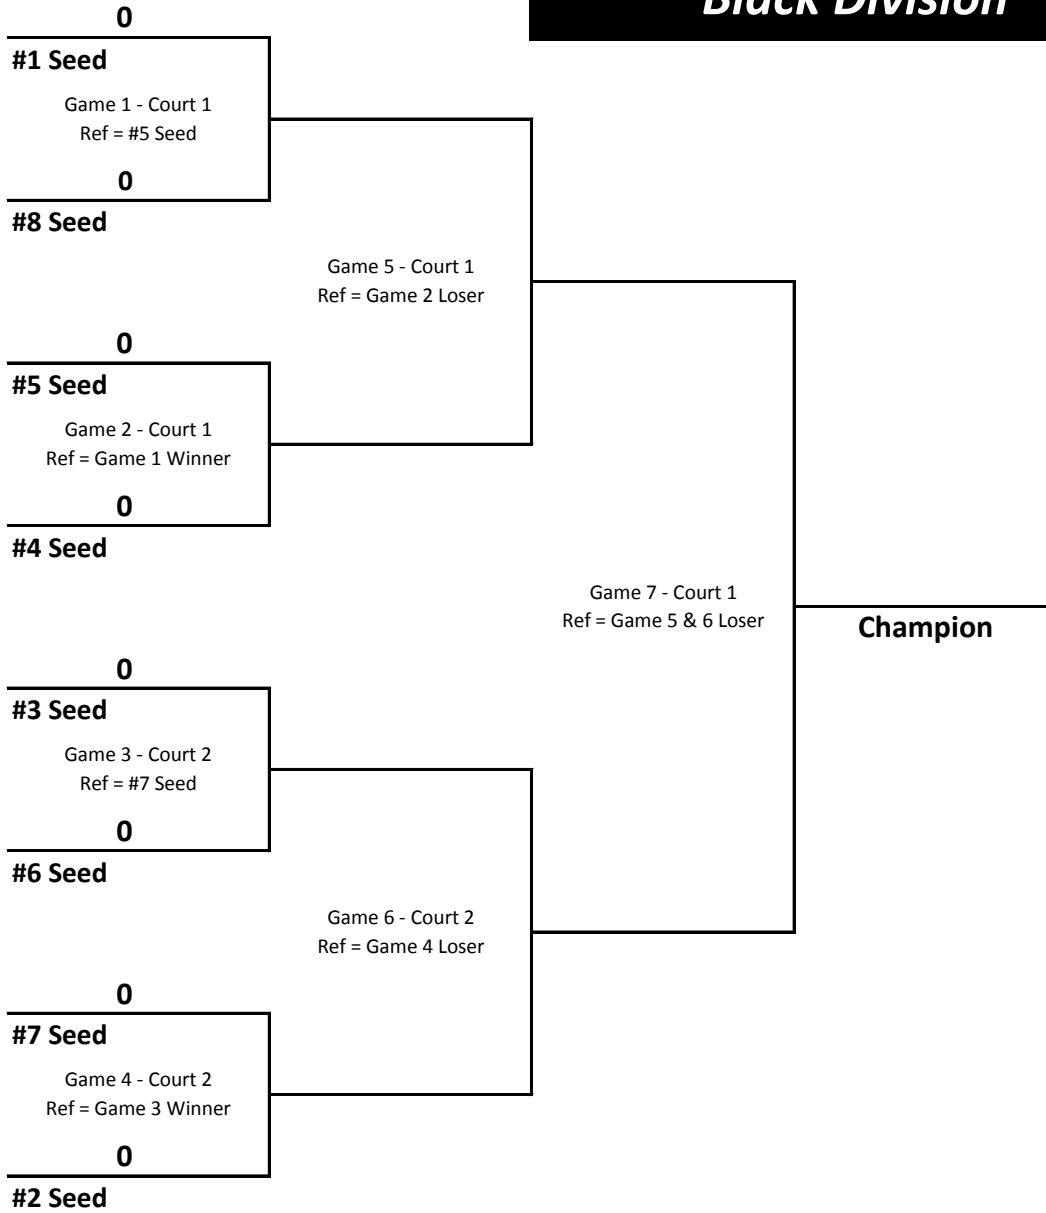 Black Division
0
#1 Seed
Game 1 - Court 1
Ref = #5 Seed
0
#8 Seed
Game 5 - Court 1
Ref = Game 2 Loser
0
#5 Seed
Game 2 - Court 1
Ref = Game 1 Winner
0
#4 Seed
Game 7 - Court 1
Ref = Game 5 & 6 Loser
Champion
0
#3 Seed
Game 3 - Court 2
Ref = #7 Seed
0
#6 Seed
Game 6 - Court 2
Ref = Game 4 Loser
0
#7 Seed
Game 4 - Court 2
Ref = Game 3 Winner
0
#2 Seed